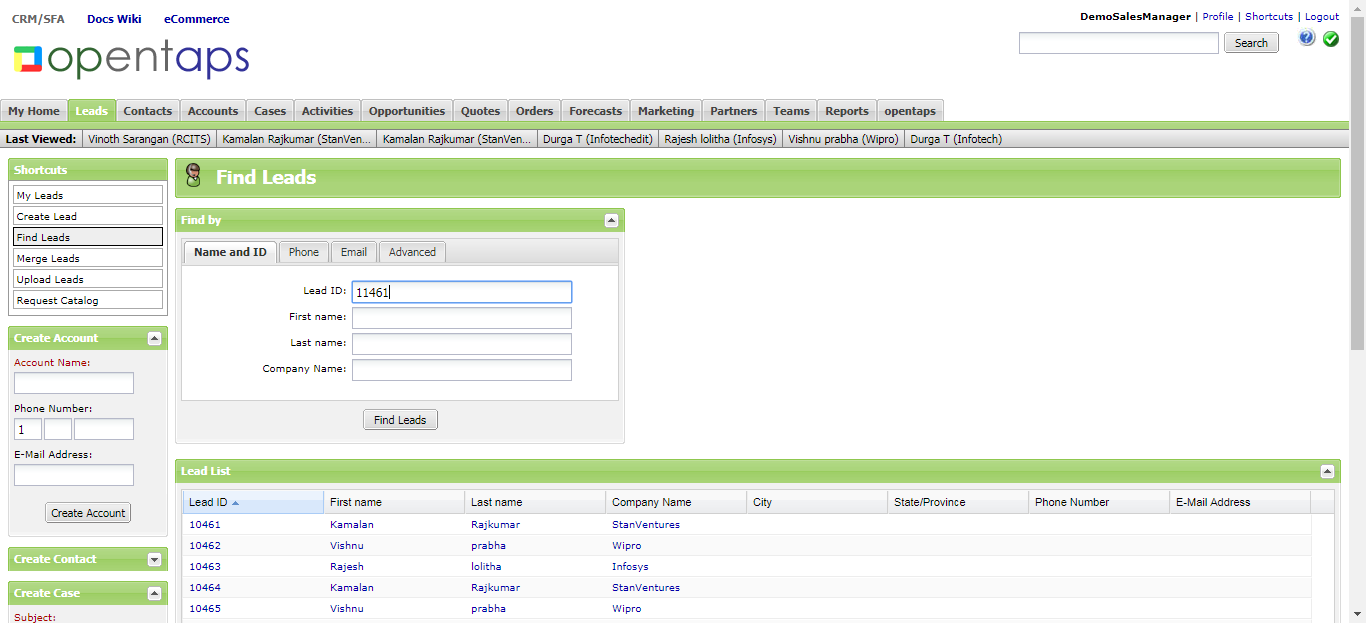 CRM/SFA Docs Wiki eCommerce
DemoSalesManager | Profile | Shortcuts | Logout
opentaps
Search
?
My Home Leads Contacts Accounts Cases Activities Opportunities Quotes Orders Forecasts Marketing Partners Teams Reports opentaps
Last Viewed: Vinoth Sarangan (RCITS) Kamalan Rajkumar (StanVen... Kamalan Rajkumar (StanVen... Durga T (Infotechedit) Rajesh lolitha (Infosys) Vishnu prabha (Wipro) Durga T (Infotech)
Shortcuts
My Leads
Create Lead
Find Leads
Merge Leads
Upload Leads
Request Catalog
Create Account
Account Name:
Phone Number:
1
E-Mail Address:
Create Account
Create Contact
Create Case
Subject:
Find Leads
Find by
Name and ID Phone Email Advanced
Lead ID: 11461
First name:
Last name:
Company Name:
Find Leads
Lead List
Lead ID First name Last name Company Name City State/Province Phone Number E-Mail Address
10461 Kamalan Rajkumar StanVentures
10462 Vishnu prabha Wipro
10463 Rajesh lolitha Infosys
10464 Kamalan Rajkumar StanVentures
10465 Vishnu prabha Wipro